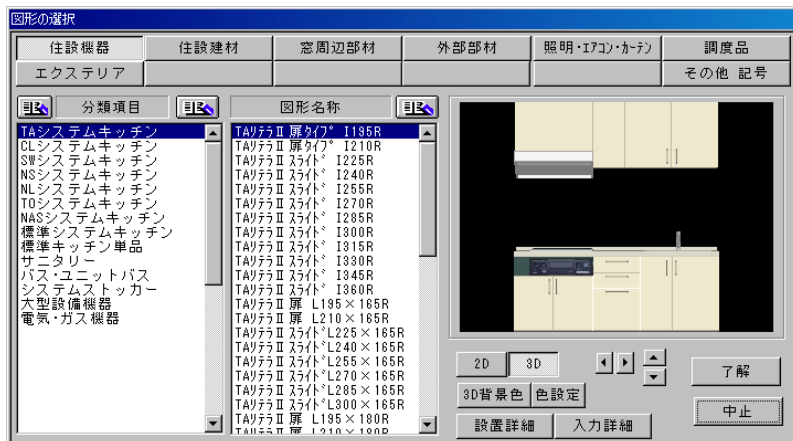 図形の選択
住設機器 住設建材 窓周辺部材 外部部材 照明・ｴｱｺﾝ・ｶｰﾃﾝ 調度品
エクステリア その他 記号
分類項目 図形名称
TAシステムキッチン
CLシステムキッチン
SWシステムキッチン
NSシステムキッチン
NLシステムキッチン
TOシステムキッチン
NASシステムキッチン
標準システムキッチン
標準キッチン単品
サニタリー
バス・ユニットバス
システムストッカー
大型設備機器
電気・ガス機器
TAﾘﾃﾗⅡ 扉ﾀｲﾌﾟ I195R
TAﾘﾃﾗⅡ 扉ﾀｲﾌﾟ I210R
TAﾘﾃﾗⅡ ｽﾗｲﾄﾞ I225R
TAﾘﾃﾗⅡ ｽﾗｲﾄﾞ I240R
TAﾘﾃﾗⅡ ｽﾗｲﾄﾞ I255R
TAﾘﾃﾗⅡ ｽﾗｲﾄﾞ I270R
TAﾘﾃﾗⅡ ｽﾗｲﾄﾞ I285R
TAﾘﾃﾗⅡ ｽﾗｲﾄﾞ I300R
TAﾘﾃﾗⅡ ｽﾗｲﾄﾞ I315R
TAﾘﾃﾗⅡ ｽﾗｲﾄﾞ I330R
TAﾘﾃﾗⅡ ｽﾗｲﾄﾞ I345R
TAﾘﾃﾗⅡ ｽﾗｲﾄﾞ I360R
TAﾘﾃﾗⅡ 扉 L195×165R
TAﾘﾃﾗⅡ 扉 L210×165R
TAﾘﾃﾗⅡ ｽﾗｲﾄﾞL225×165R
TAﾘﾃﾗⅡ ｽﾗｲﾄﾞL240×165R
TAﾘﾃﾗⅡ ｽﾗｲﾄﾞL255×165R
TAﾘﾃﾗⅡ ｽﾗｲﾄﾞL270×165R
TAﾘﾃﾗⅡ ｽﾗｲﾄﾞL285×165R
TAﾘﾃﾗⅡ ｽﾗｲﾄﾞL300×165R
TAﾘﾃﾗⅡ 扉 L195×180R
TAﾘﾃﾗⅡ 扉 L210×180R
2D 3D
3D背景色 色設定
設置詳細 入力詳細
了解
中止